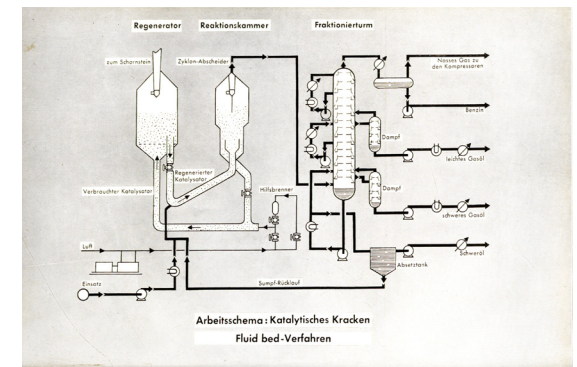 Regenerator
Reaktionskammer
Fraktionierturm
zum Schornstein
Zyklon-Abscheider
Nasses Gas zu
den Kompressoren
Benzin
Dampf
leichtes Gasöl
Regenerierter
Katalysator
Verbrauchter Katalysator
Hilfsbrenner
Dampf
schweres Gasöl
Luft
Schweröl
Absetztank
Einsatz
Sumpf-Rücklauf
Arbeitsschema: Katalytisches Kracken
Fluid bed-Verfahren